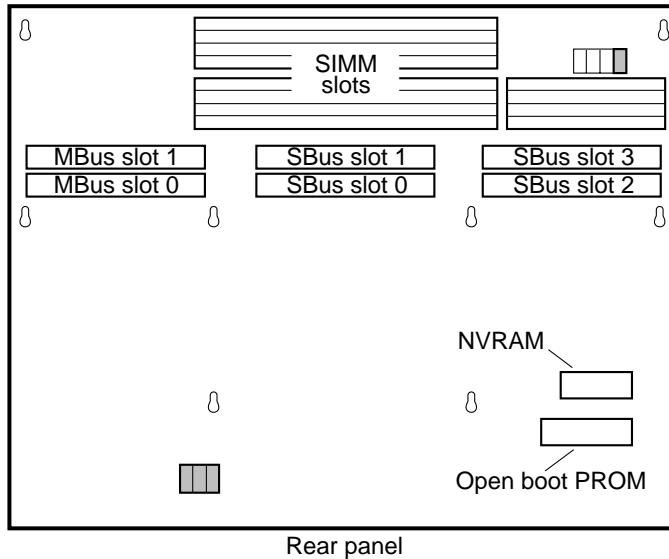 SIMM
slots
MBus slot 1
SBus slot 1
SBus slot 3
MBus slot 0
SBus slot 0
SBus slot 2
NVRAM
Open boot PROM
Rear panel